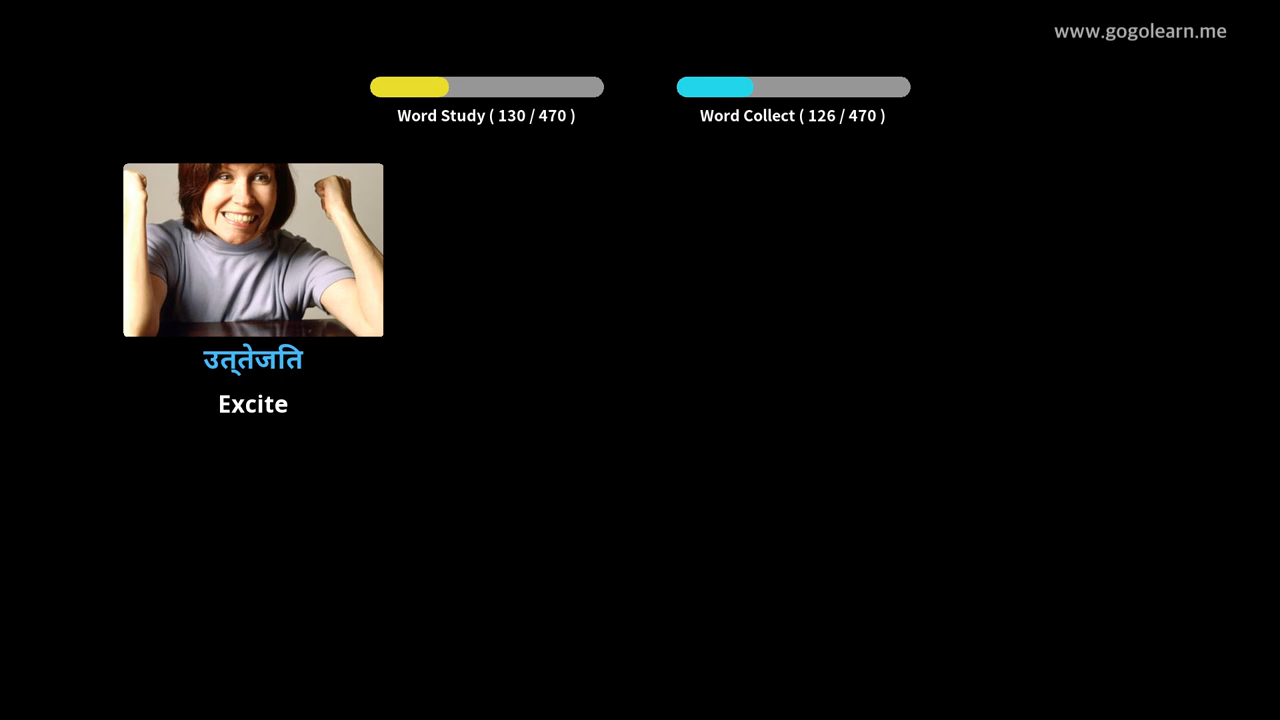 www.gogolearn.me
Word Study ( 130 / 470 )
Word Collect ( 126 / 470 )
उत्‌तेजति
Excite